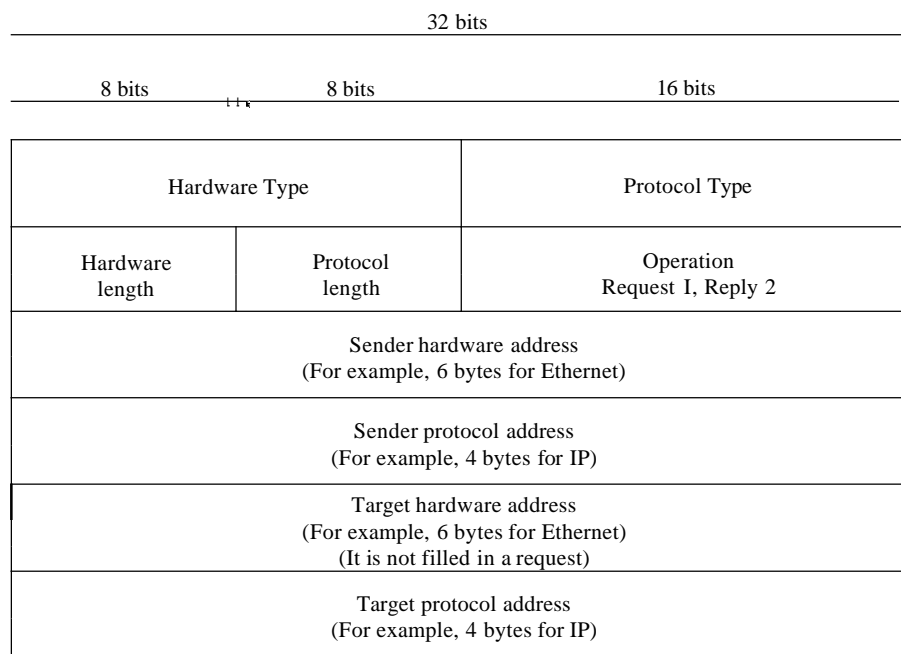 32 bits
8 bits 8 bits 16 bits
Hardware Type Protocol Type
Hardware length Protocol length Operation
Request I, Reply 2
Sender hardware address
(For example, 6 bytes for Ethernet)
Sender protocol address
(For example, 4 bytes for IP)
Target hardware address
(For example, 6 bytes for Ethernet)
(It is not filled in a request)
Target protocol address
(For example, 4 bytes for IP)